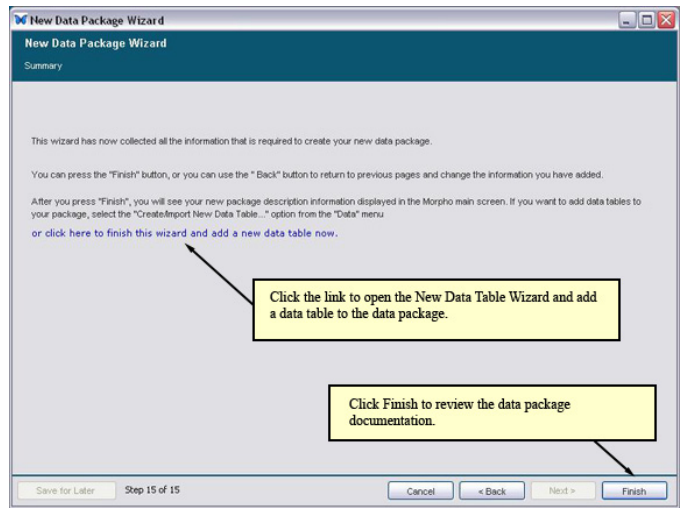 New Data Package Wizard
New Data Package Wizard
Summary
This wizard has now collected all the information that is required to create your new data package.
You can press the "Finish" button, or you can use the " Back" button to return to previous pages and change the information you have added.
After you press "Finish", you will see your new package description information displayed in the Morpho main screen. If you want to add data tables to
your package, select the "Create/Import New Data Table..." option from the "Data" menu
or click here to finish this wizard and add a new data table now.
Click the link to open the New Data Table Wizard and add
a data table to the data package.
Click Finish to review the data package
documentation.
Save for Later Step 15 of 15 Cancel < Back Next > Finish